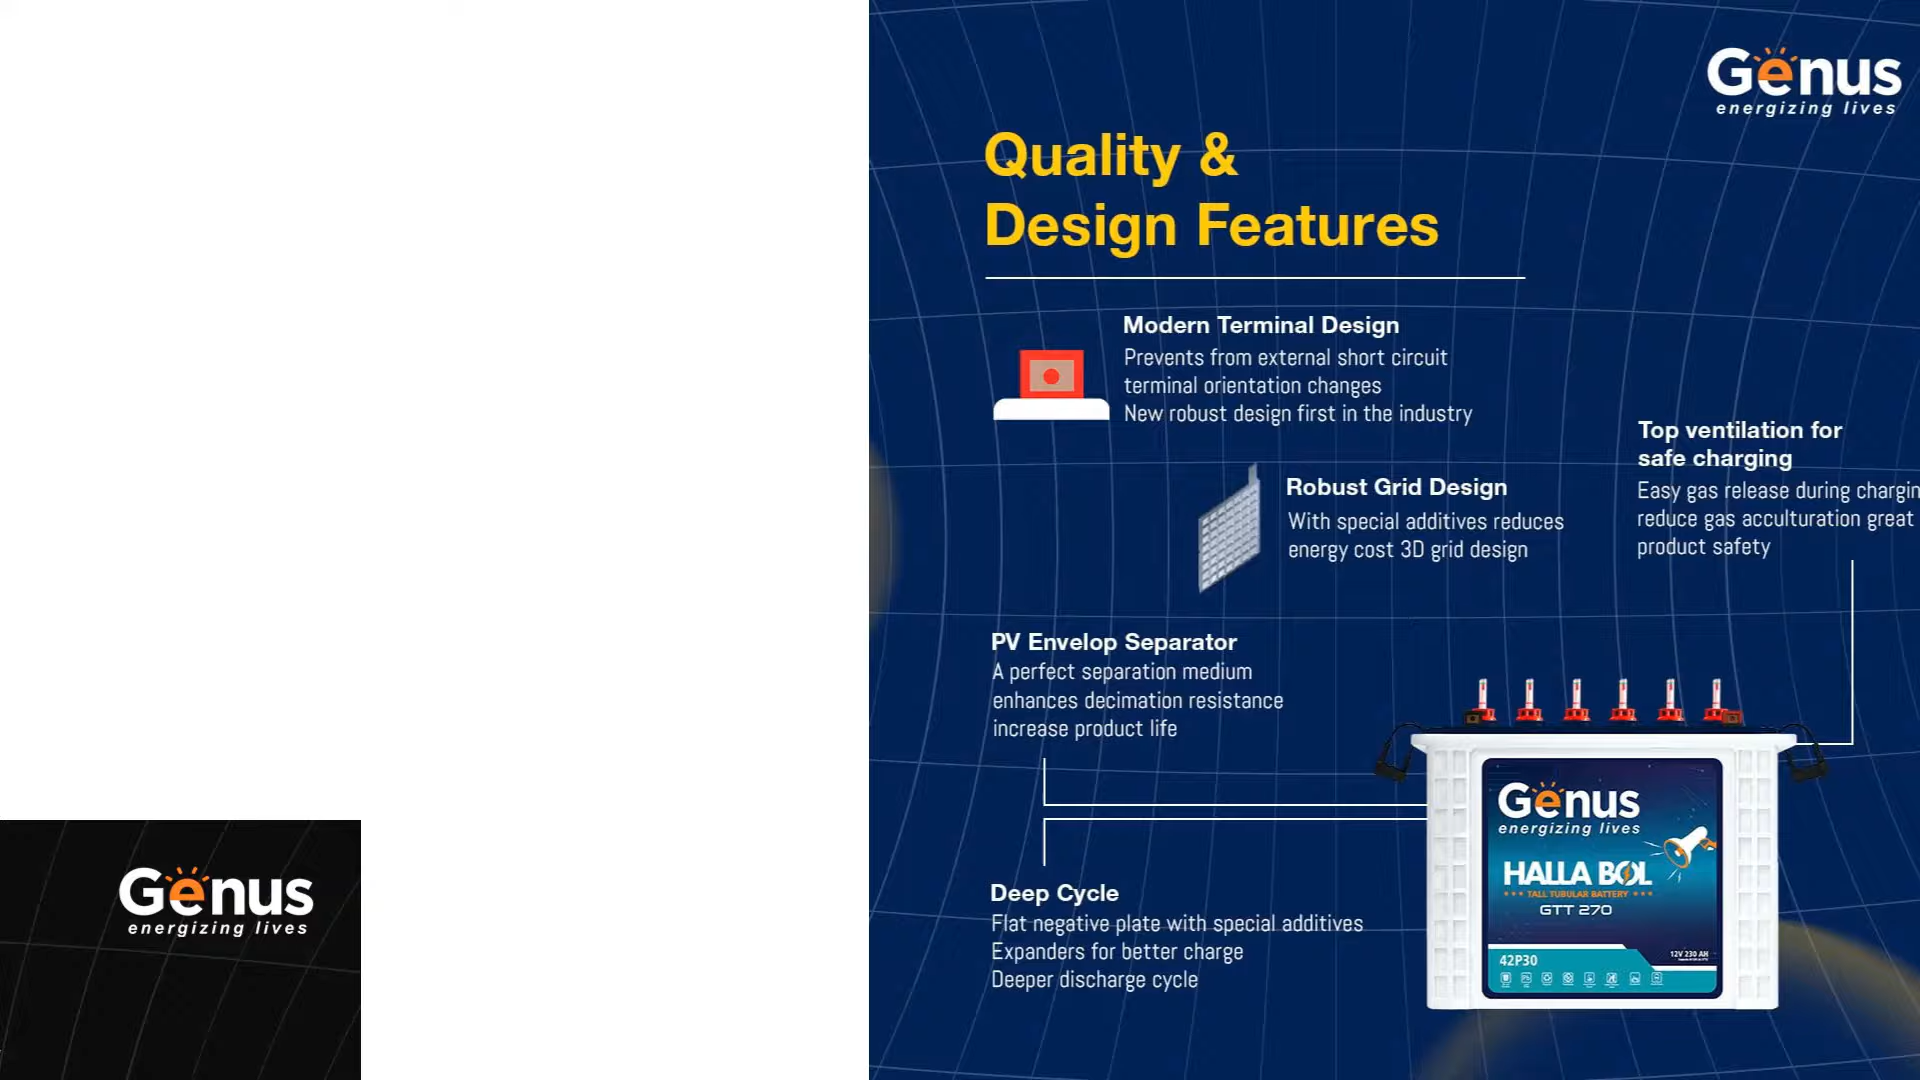 Genus
energizing lives
Quality &
Design Features
Modern Terminal Design
Prevents from external short circuit
terminal orientation changes
New robust design first in the industry
Robust Grid Design
With special additives reduces
energy cost 3D grid design
Top ventilation for
safe charging
Easy gas release during chargin
reduce gas acculturation great
product safety
PV Envelop Separator
A perfect separation medium
enhances decimation resistance
increase product life
Deep Cycle
Flat negative plate with special additives
Expanders for better charge
Deeper discharge cycle
Genus
energizing lives
HALLA BOL
TALL TUBULAR BATTERY
GTT 270
42P30
12V 230 AH
Genus
energizing lives